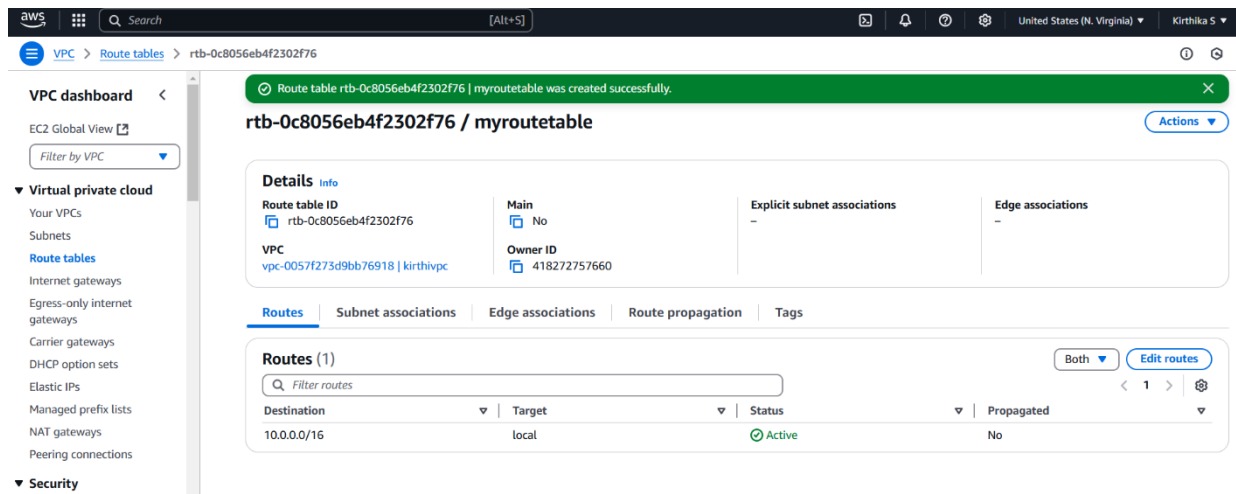 aws
Search [Alt+S] United States (N. Virginia) Kirthika S
VPC > Route tables > rtb-0c8056eb4f2302f76
VPC dashboard
EC2 Global View
Filter by VPC
Virtual private cloud
Your VPCs
Subnets
Route tables
Internet gateways
Egress-only internet
gateways
Carrier gateways
DHCP option sets
Elastic IPs
Managed prefix lists
NAT gateways
Peering connections
Security
Route table rtb-0c8056eb4f2302f76 | myroutetable was created successfully.
rtb-0c8056eb4f2302f76 / myroutetable
Actions
Details Info
Route table ID
rtb-0c8056eb4f2302f76
Main
No
Explicit subnet associations
–
Edge associations
–
VPC
vpc-0057f273d9bb76918 | kirthivpc
Owner ID
418272757660
Routes Subnet associations Edge associations Route propagation Tags
Routes (1)
Both Edit routes
Filter routes
< 1 >
Destination Target Status Propagated
10.0.0.0/16 local Active No